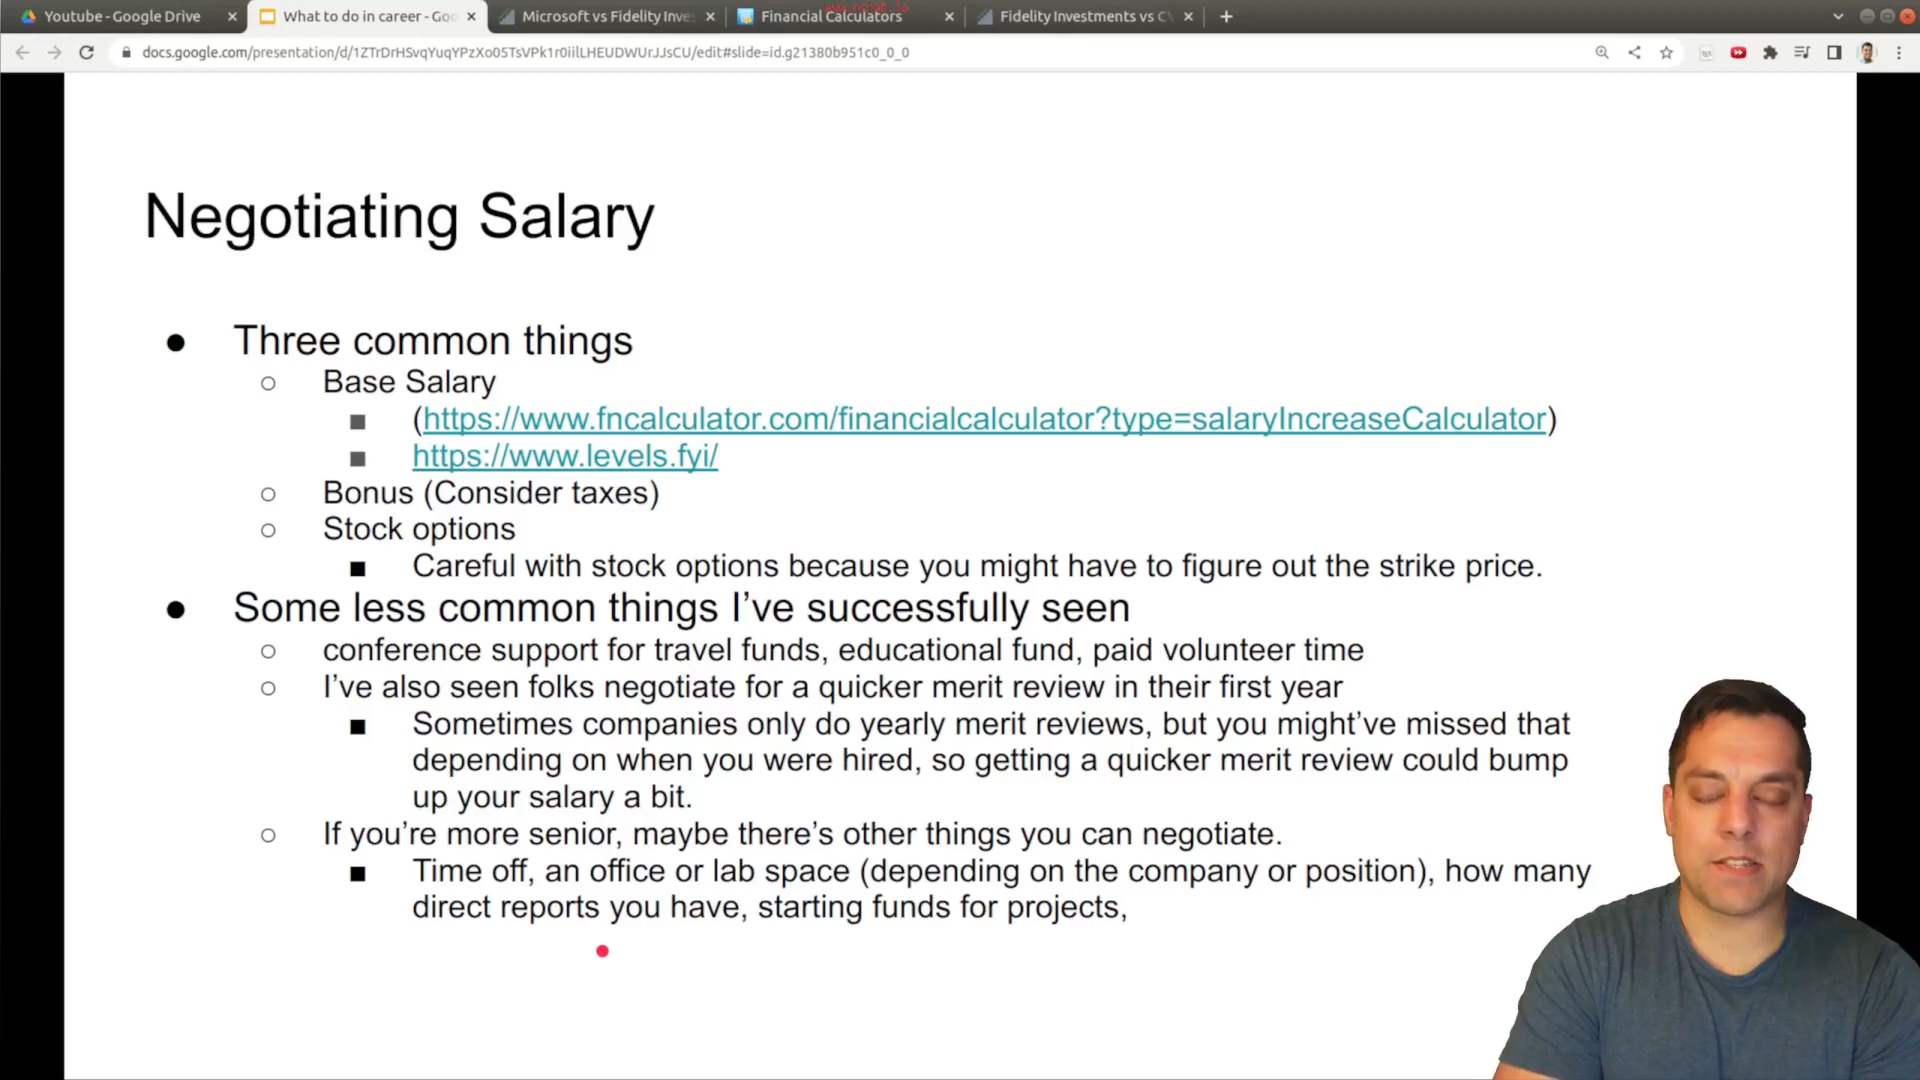 Youtube - Google Drive
What to do in career - Goo
Microsoft vs Fidelity Inve
Financial Calculators
Fidelity Investments vs C
docs.google.com/presentation/d/1ZTrDrHSvqYuqYPzXo05TsVPk1r0iilLHEUDWUrJJsCU/edit#slide=id.g21380b951c0_0_0
Negotiating Salary
● Three common things
○ Base Salary
■ (https://www.fncalculator.com/financialcalculator?type=salaryIncreaseCalculator)
■ https://www.levels.fyi/
○ Bonus (Consider taxes)
○ Stock options
■ Careful with stock options because you might have to figure out the strike price.
● Some less common things I’ve successfully seen
○ conference support for travel funds, educational fund, paid volunteer time
○ I’ve also seen folks negotiate for a quicker merit review in their first year
■ Sometimes companies only do yearly merit reviews, but you might’ve missed that
depending on when you were hired, so getting a quicker merit review could bump
up your salary a bit.
○ If you’re more senior, maybe there’s other things you can negotiate.
■ Time off, an office or lab space (depending on the company or position), how many
direct reports you have, starting funds for projects,